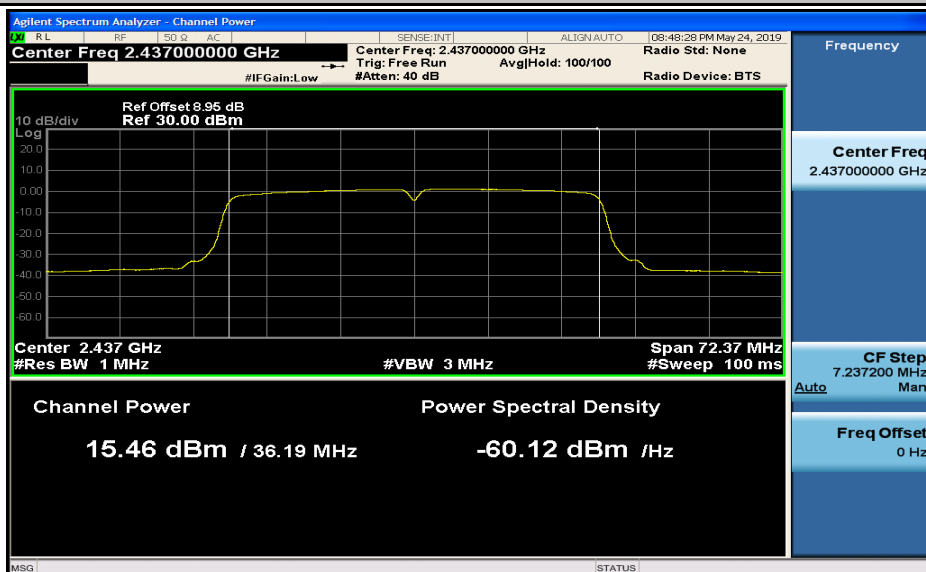 Agilent Spectrum Analyzer - Channel Power
LXI RL RF 50 Ω AC SENSE:INT ALIGNAUTO 08:48:28 PM May 24, 2019
Center Freq 2.437000000 GHz
Center Freq: 2.437000000 GHz
Radio Std: None
Trig: Free Run
Avg|Hold: 100/100
#IFGain:Low
#Atten: 40 dB
Radio Device: BTS
Ref Offset 8.95 dB
10 dB/div
Ref 30.00 dBm
Log
20.0
10.0
0.00
-10.0
-20.0
-30.0
-40.0
-50.0
-60.0
Center 2.437 GHz
Span 72.37 MHz
#Res BW 1 MHz
#VBW 3 MHz
#Sweep 100 ms
Channel Power
Power Spectral Density
15.46 dBm / 36.19 MHz
-60.12 dBm /Hz
MSG
STATUS
Frequency
Center Freq
2.437000000 GHz
CF Step
7.237200 MHz
Auto Man
Freq Offset
0 Hz